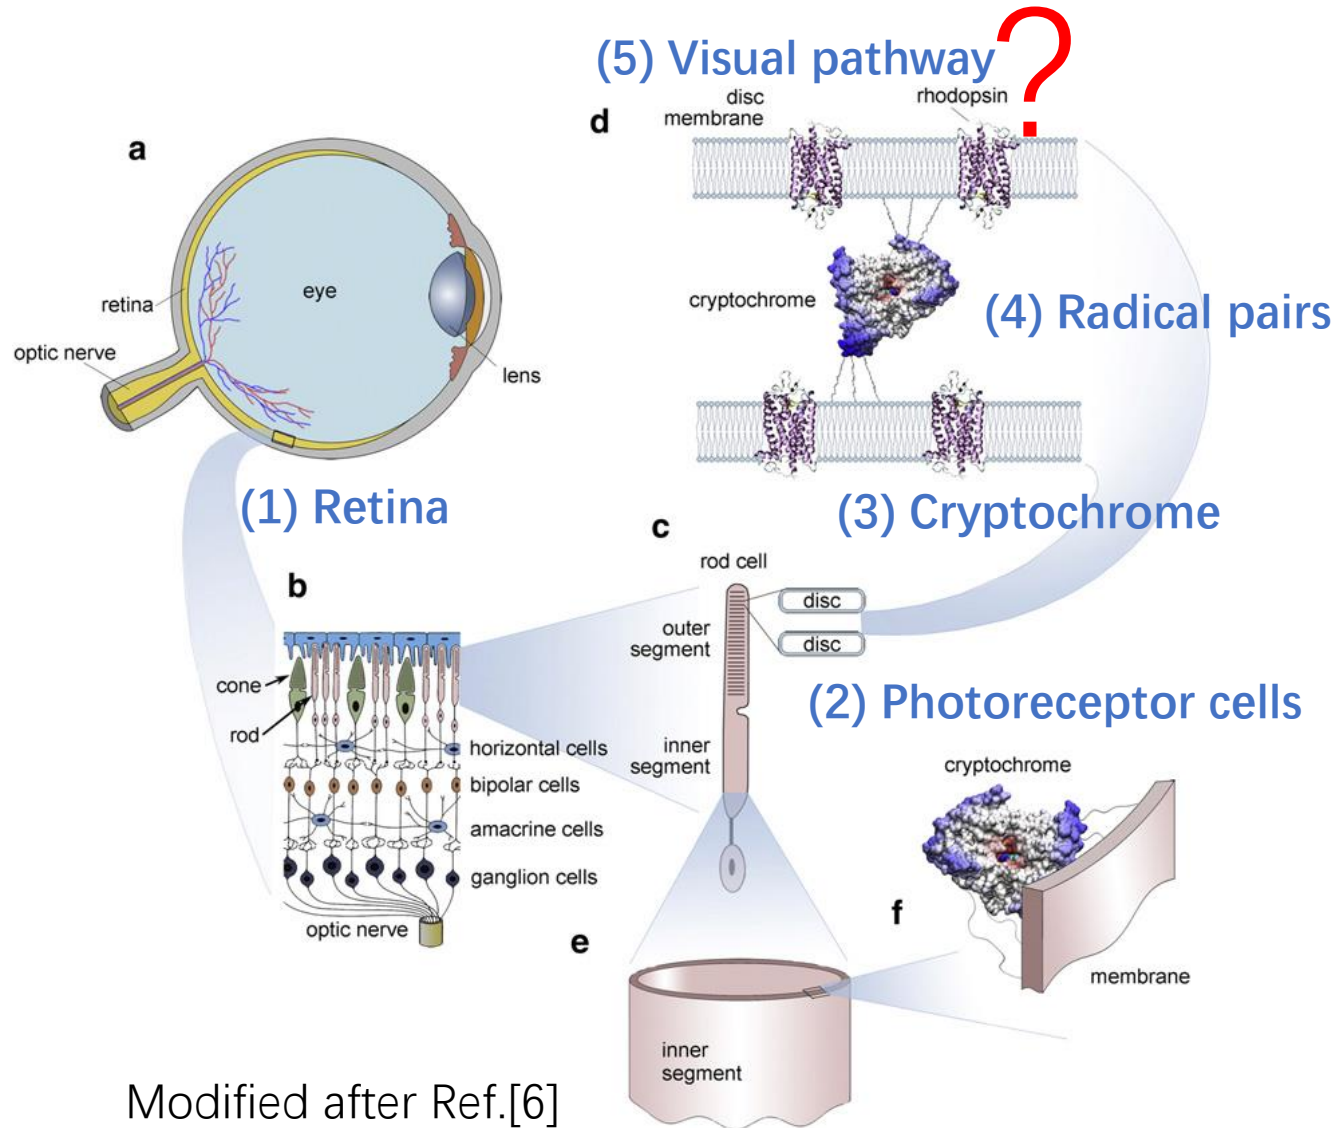 (5) Visual pathway?
d
disc
membrane
rhodopsin
a
retina
eye
optic nerve
lens
cryptochrome
(4) Radical pairs
(1) Retina
(3) Cryptochrome
c
rod cell
disc
disc
outer
segment
inner
segment
b
cone
rod
horizontal cells
bipolar cells
amacrine cells
ganglion cells
optic nerve
(2) Photoreceptor cells
cryptochrome
f
membrane
e
inner
segment
Modified after Ref.[6]